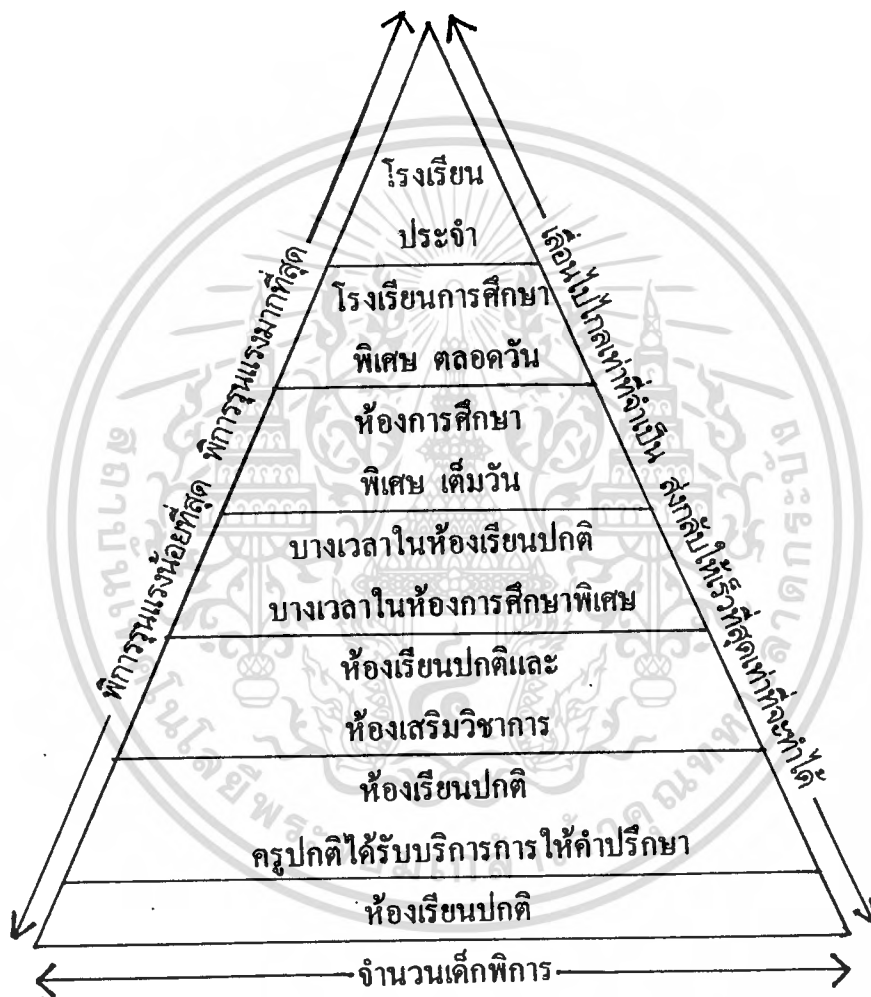 โรงเรียน
ประจำ
โรงเรียนการศึกษา
พิเศษ ตลอดวัน
ห้องการศึกษา
พิเศษ เต็มวัน
บางเวลาในห้องเรียนปกติ
บางเวลาในห้องการศึกษาพิเศษ
ห้องเรียนปกติและ
ห้องเสริมวิชาการ
ห้องเรียนปกติ
ครูปกติได้รับบริการการให้คำปรึกษา
ห้องเรียนปกติ
จำนวนเด็กพิการ
พิการรุนแรงน้อยที่สุด พิการรุนแรงมากที่สุด
เลื่อนไปไกลเท่าที่จำเป็น ส่งกลับให้เร็วที่สุดเท่าที่จะทำได้